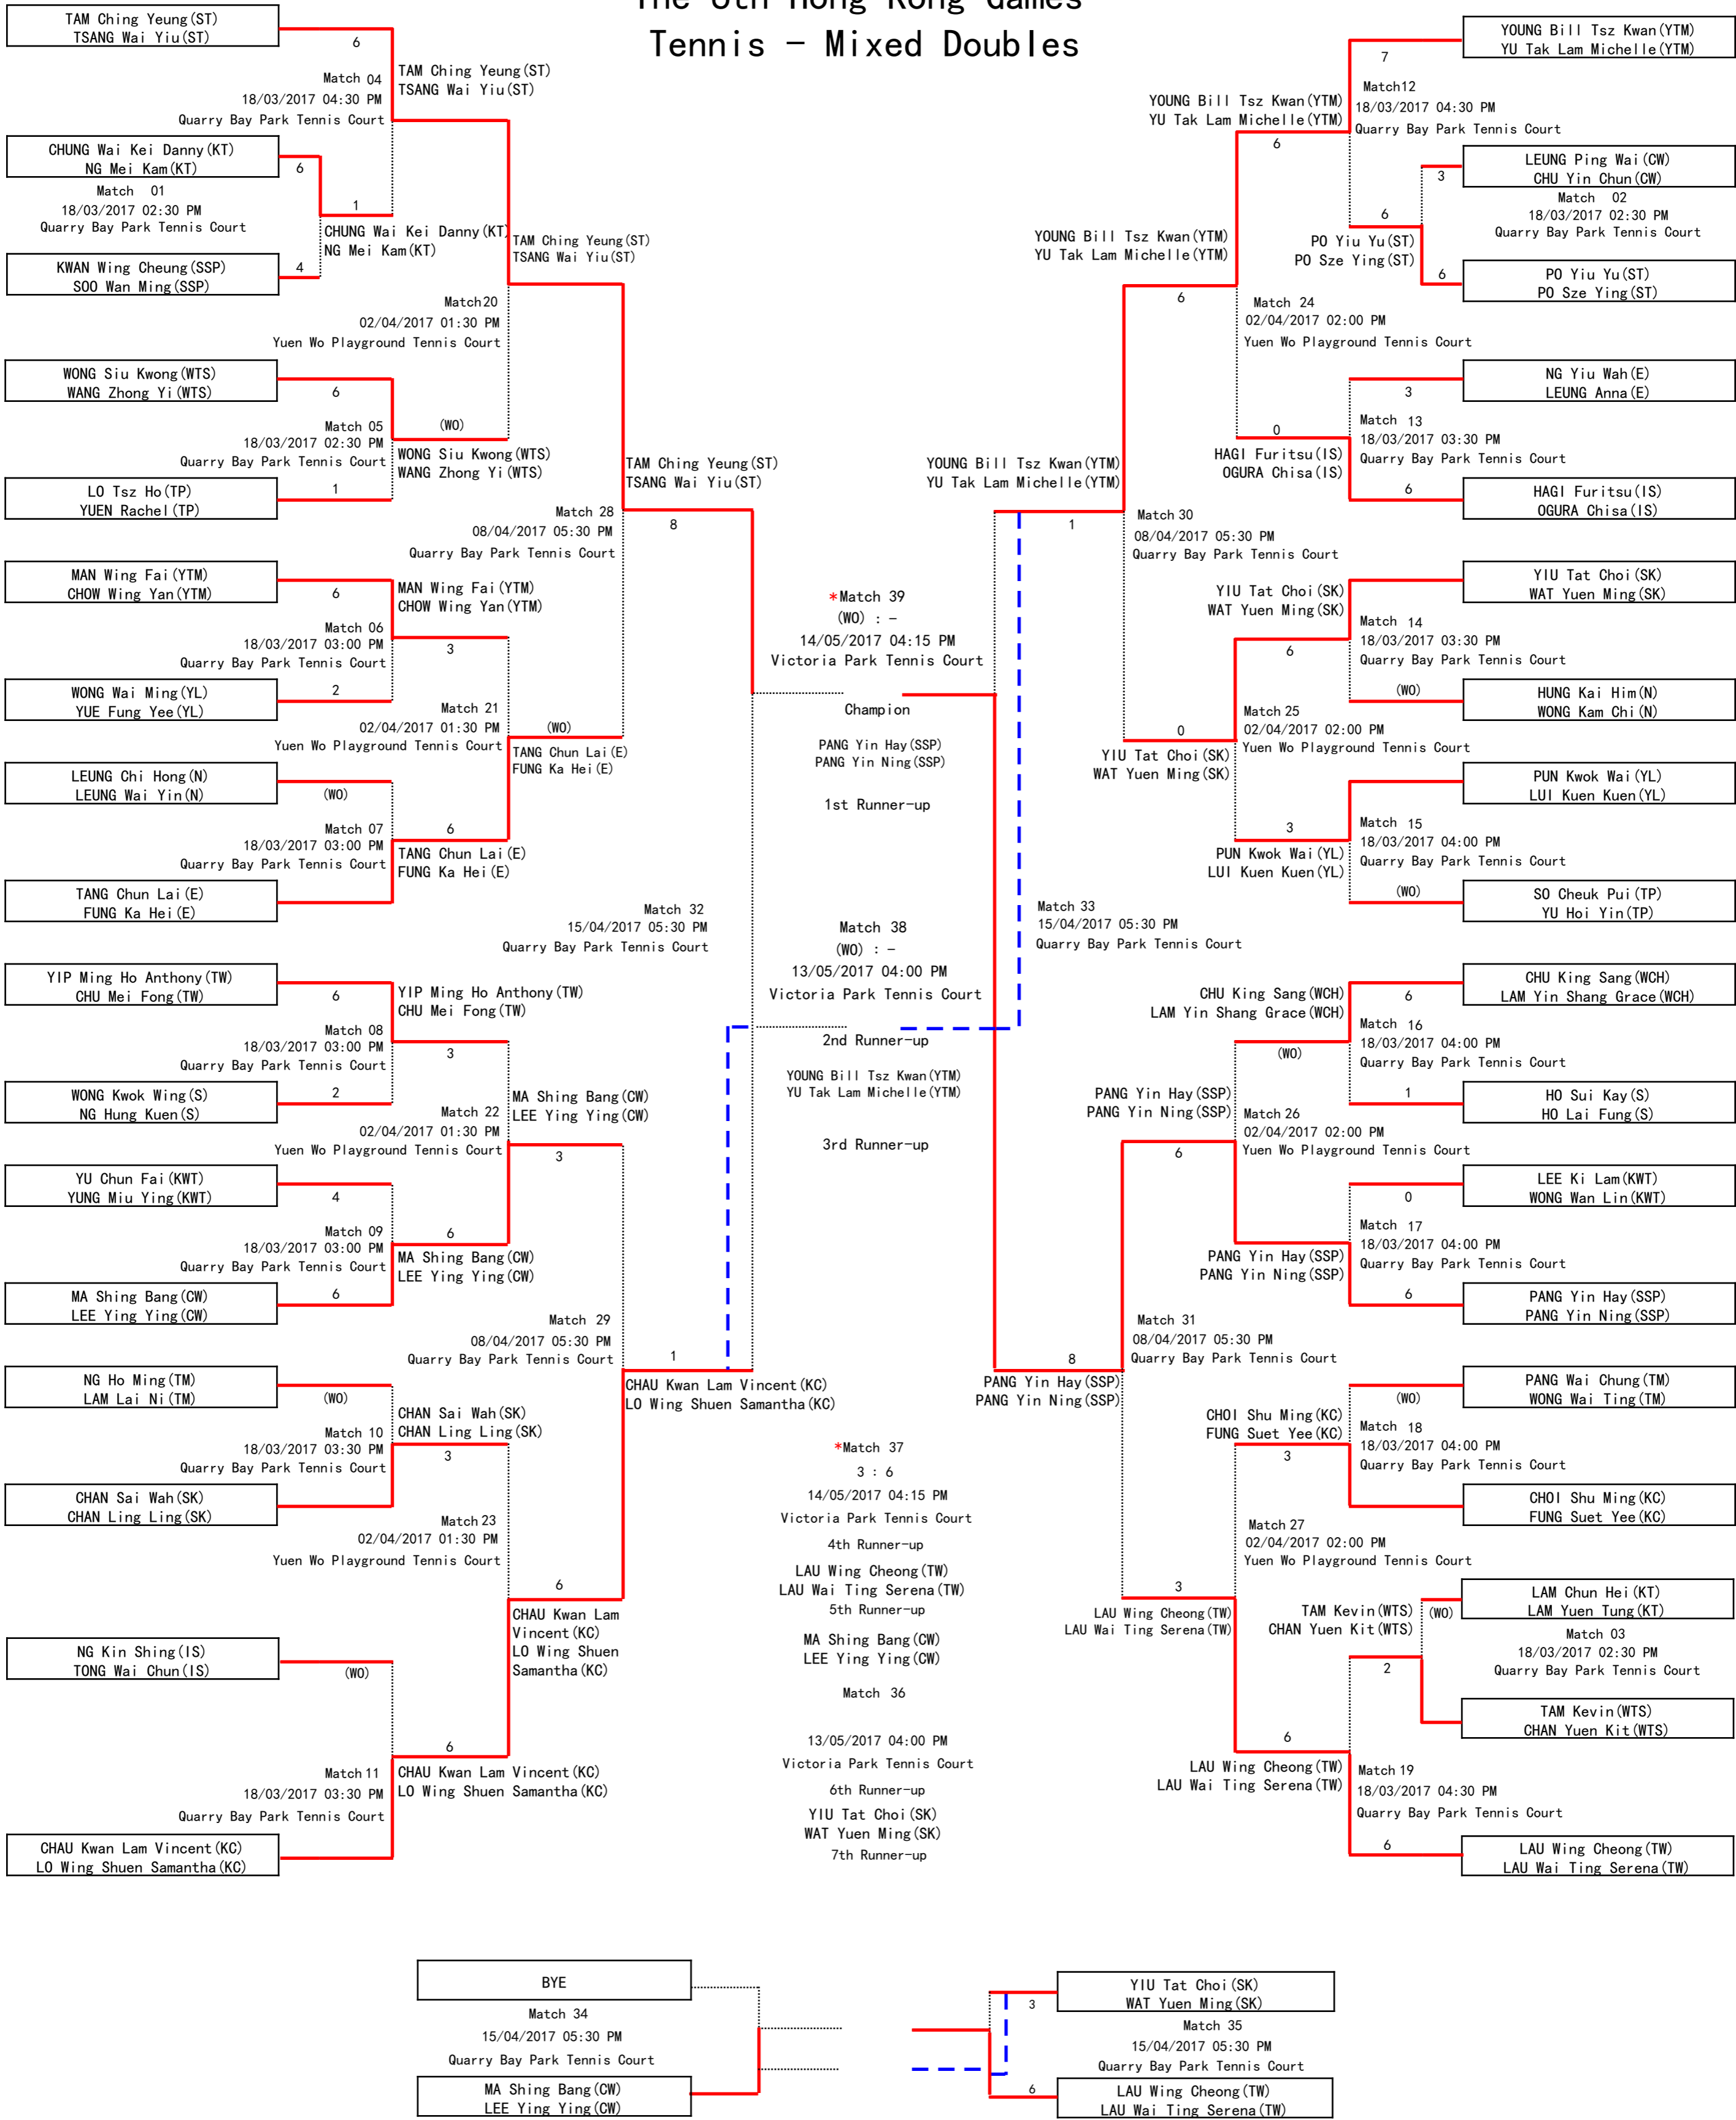 The 6th Hong Kong Games
Tennis - Mixed Doubles
TAM Ching Yeung(ST)
TSANG Wai Yiu(ST)
6
Match 04
18/03/2017 04:30 PM
Quarry Bay Park Tennis Court
TAM Ching Yeung(ST)
TSANG Wai Yiu(ST)
CHUNG Wai Kei Danny(KT)
NG Mei Kam(KT)
6
Match 01
18/03/2017 02:30 PM
Quarry Bay Park Tennis Court
1
CHUNG Wai Kei Danny(KT)
NG Mei Kam(KT)
KWAN Wing Cheung(SSP)
SOO Wan Ming(SSP)
4
TAM Ching Yeung(ST)
TSANG Wai Yiu(ST)
Match20
02/04/2017 01:30 PM
Yuen Wo Playground Tennis Court
WONG Siu Kwong(WTS)
WANG Zhong Yi(WTS)
6
Match 05
18/03/2017 02:30 PM
Quarry Bay Park Tennis Court
(WO)
WONG Siu Kwong(WTS)
WANG Zhong Yi(WTS)
LO Tsz Ho(TP)
YUEN Rachel(TP)
1
TAM Ching Yeung(ST)
TSANG Wai Yiu(ST)
8
Match 28
08/04/2017 05:30 PM
Quarry Bay Park Tennis Court
MAN Wing Fai(YTM)
CHOW Wing Yan(YTM)
6
Match 06
18/03/2017 03:00 PM
Quarry Bay Park Tennis Court
MAN Wing Fai(YTM)
CHOW Wing Yan(YTM)
3
WONG Wai Ming(YL)
YUE Fung Yee(YL)
2
Match 21
02/04/2017 01:30 PM
Yuen Wo Playground Tennis Court
(WO)
TANG Chun Lai(E)
FUNG Ka Hei(E)
LEUNG Chi Hong(N)
LEUNG Wai Yin(N)
(WO)
Match 07
18/03/2017 03:00 PM
Quarry Bay Park Tennis Court
6
TANG Chun Lai(E)
FUNG Ka Hei(E)
TANG Chun Lai(E)
FUNG Ka Hei(E)
Match 32
15/04/2017 05:30 PM
Quarry Bay Park Tennis Court
YIP Ming Ho Anthony(TW)
CHU Mei Fong(TW)
6
Match 08
18/03/2017 03:00 PM
Quarry Bay Park Tennis Court
YIP Ming Ho Anthony(TW)
CHU Mei Fong(TW)
3
WONG Kwok Wing(S)
NG Hung Kuen(S)
2
Match 22
02/04/2017 01:30 PM
Yuen Wo Playground Tennis Court
MA Shing Bang(CW)
LEE Ying Ying(CW)
3
YU Chun Fai(KWT)
YUNG Miu Ying(KWT)
4
Match 09
18/03/2017 03:00 PM
Quarry Bay Park Tennis Court
6
MA Shing Bang(CW)
LEE Ying Ying(CW)
MA Shing Bang(CW)
LEE Ying Ying(CW)
6
Match 29
08/04/2017 05:30 PM
Quarry Bay Park Tennis Court
1
CHAU Kwan Lam Vincent(KC)
LO Wing Shuen Samantha(KC)
NG Ho Ming(TM)
LAM Lai Ni(TM)
(WO)
Match 10
18/03/2017 03:30 PM
Quarry Bay Park Tennis Court
CHAN Sai Wah(SK)
CHAN Ling Ling(SK)
3
CHAN Sai Wah(SK)
CHAN Ling Ling(SK)
Match 23
02/04/2017 01:30 PM
Yuen Wo Playground Tennis Court
6
CHAU Kwan Lam
Vincent(KC)
LO Wing Shuen
Samantha(KC)
NG Kin Shing(IS)
TONG Wai Chun(IS)
(WO)
Match 11
18/03/2017 03:30 PM
Quarry Bay Park Tennis Court
6
CHAU Kwan Lam Vincent(KC)
LO Wing Shuen Samantha(KC)
CHAU Kwan Lam Vincent(KC)
LO Wing Shuen Samantha(KC)
*Match 39
(WO) : -
14/05/2017 04:15 PM
Victoria Park Tennis Court
Champion
PANG Yin Hay(SSP)
PANG Yin Ning(SSP)
1st Runner-up
Match 38
(WO) : -
13/05/2017 04:00 PM
Victoria Park Tennis Court
2nd Runner-up
YOUNG Bill Tsz Kwan(YTM)
YU Tak Lam Michelle(YTM)
3rd Runner-up
*Match 37
3 : 6
14/05/2017 04:15 PM
Victoria Park Tennis Court
4th Runner-up
LAU Wing Cheong(TW)
LAU Wai Ting Serena(TW)
5th Runner-up
MA Shing Bang(CW)
LEE Ying Ying(CW)
Match 36
13/05/2017 04:00 PM
Victoria Park Tennis Court
6th Runner-up
YIU Tat Choi(SK)
WAT Yuen Ming(SK)
7th Runner-up
YOUNG Bill Tsz Kwan(YTM)
YU Tak Lam Michelle(YTM)
7
Match12
18/03/2017 04:30 PM
Quarry Bay Park Tennis Court
YOUNG Bill Tsz Kwan(YTM)
YU Tak Lam Michelle(YTM)
6
LEUNG Ping Wai(CW)
CHU Yin Chun(CW)
3
Match 02
18/03/2017 02:30 PM
Quarry Bay Park Tennis Court
6
PO Yiu Yu(ST)
PO Sze Ying(ST)
PO Yiu Yu(ST)
PO Sze Ying(ST)
6
YOUNG Bill Tsz Kwan(YTM)
YU Tak Lam Michelle(YTM)
6
Match 24
02/04/2017 02:00 PM
Yuen Wo Playground Tennis Court
NG Yiu Wah(E)
LEUNG Anna(E)
3
Match 13
18/03/2017 03:30 PM
Quarry Bay Park Tennis Court
0
HAGI Furitsu(IS)
OGURA Chisa(IS)
HAGI Furitsu(IS)
OGURA Chisa(IS)
6
YOUNG Bill Tsz Kwan(YTM)
YU Tak Lam Michelle(YTM)
1
Match 30
08/04/2017 05:30 PM
Quarry Bay Park Tennis Court
YIU Tat Choi(SK)
WAT Yuen Ming(SK)
YIU Tat Choi(SK)
WAT Yuen Ming(SK)
6
Match 14
18/03/2017 03:30 PM
Quarry Bay Park Tennis Court
(WO)
HUNG Kai Him(N)
WONG Kam Chi(N)
Match 25
02/04/2017 02:00 PM
Yuen Wo Playground Tennis Court
0
YIU Tat Choi(SK)
WAT Yuen Ming(SK)
PUN Kwok Wai(YL)
LUI Kuen Kuen(YL)
Match 15
18/03/2017 04:00 PM
Quarry Bay Park Tennis Court
3
PUN Kwok Wai(YL)
LUI Kuen Kuen(YL)
(WO)
SO Cheuk Pui(TP)
YU Hoi Yin(TP)
Match 33
15/04/2017 05:30 PM
Quarry Bay Park Tennis Court
CHU King Sang(WCH)
LAM Yin Shang Grace(WCH)
6
CHU King Sang(WCH)
LAM Yin Shang Grace(WCH)
(WO)
Match 16
18/03/2017 04:00 PM
Quarry Bay Park Tennis Court
1
HO Sui Kay(S)
HO Lai Fung(S)
PANG Yin Hay(SSP)
PANG Yin Ning(SSP)
6
Match 26
02/04/2017 02:00 PM
Yuen Wo Playground Tennis Court
LEE Ki Lam(KWT)
WONG Wan Lin(KWT)
0
Match 17
18/03/2017 04:00 PM
Quarry Bay Park Tennis Court
PANG Yin Hay(SSP)
PANG Yin Ning(SSP)
6
PANG Yin Hay(SSP)
PANG Yin Ning(SSP)
Match 31
08/04/2017 05:30 PM
Quarry Bay Park Tennis Court
8
PANG Yin Hay(SSP)
PANG Yin Ning(SSP)
PANG Wai Chung(TM)
WONG Wai Ting(TM)
(WO)
CHOI Shu Ming(KC)
FUNG Suet Yee(KC)
3
Match 18
18/03/2017 04:00 PM
Quarry Bay Park Tennis Court
CHOI Shu Ming(KC)
FUNG Suet Yee(KC)
Match 27
02/04/2017 02:00 PM
Yuen Wo Playground Tennis Court
3
LAU Wing Cheong(TW)
LAU Wai Ting Serena(TW)
LAM Chun Hei(KT)
LAM Yuen Tung(KT)
(WO)
TAM Kevin(WTS)
CHAN Yuen Kit(WTS)
2
Match 03
18/03/2017 02:30 PM
Quarry Bay Park Tennis Court
TAM Kevin(WTS)
CHAN Yuen Kit(WTS)
6
LAU Wing Cheong(TW)
LAU Wai Ting Serena(TW)
Match 19
18/03/2017 04:30 PM
Quarry Bay Park Tennis Court
6
LAU Wing Cheong(TW)
LAU Wai Ting Serena(TW)
BYE
Match 34
15/04/2017 05:30 PM
Quarry Bay Park Tennis Court
MA Shing Bang(CW)
LEE Ying Ying(CW)
YIU Tat Choi(SK)
WAT Yuen Ming(SK)
3
Match 35
15/04/2017 05:30 PM
Quarry Bay Park Tennis Court
6
LAU Wing Cheong(TW)
LAU Wai Ting Serena(TW)